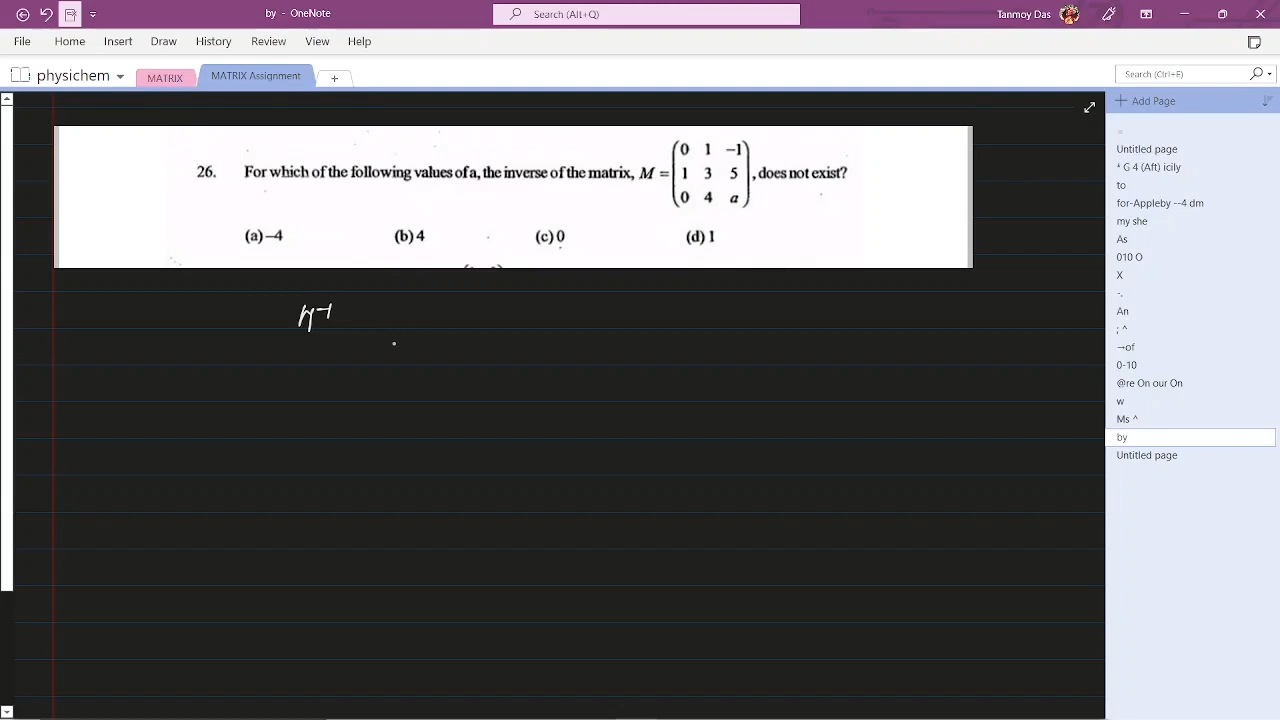 by - OneNote
Search (Alt+Q)
Tanmoy Das
File Home Insert Draw History Review View Help
physichem
MATRIX
MATRIX Assignment
+
Search (Ctrl+E)
Add Page
26. For which of the following values of a, the inverse of the matrix, M = (0 1 –1
1 3 5
0 4 a), does not exist?
(a) –4 (b) 4 (c) 0 (d) 1
M⁻¹
Untitled page
^ G 4 (Aft) icily
to
for-Appleby --4 dm
my she
As
010 O
X
-,
An
; ^
→of
0-10
@re On our On
w
Ms ^
by
Untitled page